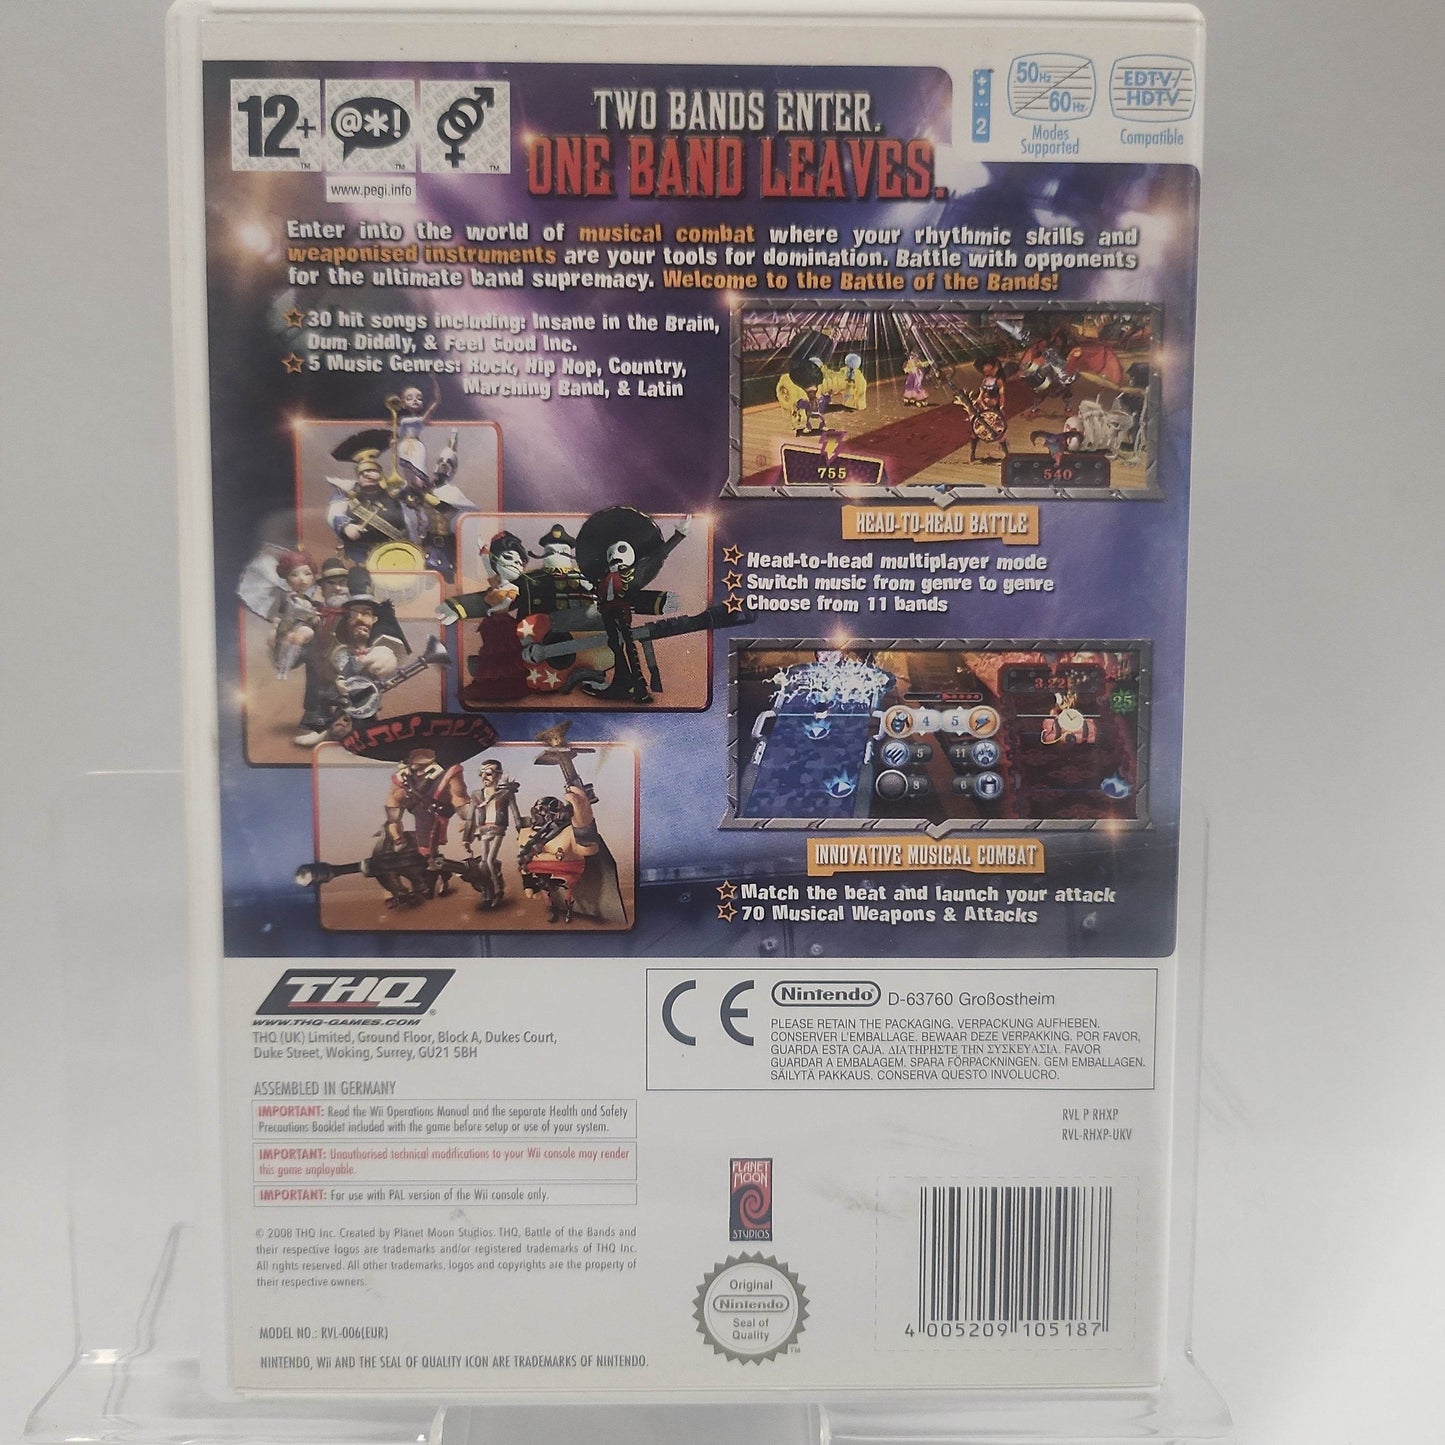 12+
™
@*!
™
™
www.pegi.info
TWO BANDS ENTER.
ONE BAND LEAVES.
2
50Hz
60Hz
Modes
Supported
EDTV/
HDTV
Compatible
Enter into the world of musical combat where your rhythmic skills and
weaponised instruments are your tools for domination. Battle with opponents
for the ultimate band supremacy. Welcome to the Battle of the Bands!
30 hit songs including: Insane in the Brain,
Dum Diddly, & Feel Good Inc.
5 Music Genres: Rock, Hip Hop, Country,
Marching Band, & Latin
755
540
HEAD-TO-HEAD BATTLE
Head-to-head multiplayer mode
Switch music from genre to genre
Choose from 11 bands
25
4 5
5 11
8 6
INNOVATIVE MUSICAL COMBAT
Match the beat and launch your attack
70 Musical Weapons & Attacks
THQ®
WWW.THQ-GAMES.COM
THQ (UK) Limited, Ground Floor, Block A, Dukes Court,
Duke Street, Woking, Surrey, GU21 5BH
CE
Nintendo® D-63760 Großostheim
PLEASE RETAIN THE PACKAGING. VERPACKUNG AUFHEBEN.
CONSERVER L'EMBALLAGE. BEWAAR DEZE VERPAKKING. POR FAVOR,
GUARDA ESTA CAJA. ΔΙΑΤΗΡΗΣΤΕ ΤΗΝ ΣΥΣΚΕΥΑΣΙΑ. FAVOR
GUARDAR A EMBALAGEM. SPARA FÖRPACKNINGEN. GEM EMBALLAGEN.
SÄILYTÄ PAKKAUS. CONSERVA QUESTO INVOLUCRO.
ASSEMBLED IN GERMANY
IMPORTANT: Read the Wii Operations Manual and the separate Health and Safety
Precautions Booklet included with the game before setup or use of your system.
IMPORTANT: Unauthorised technical modifications to your Wii console may render
this game unplayable.
IMPORTANT: For use with PAL version of the Wii console only.
RVL P RHXP
RVL-RHXP-UKV
© 2008 THQ Inc. Created by Planet Moon Studios. THQ, Battle of the Bands and
their respective logos are trademarks and/or registered trademarks of THQ Inc.
All rights reserved. All other trademarks, logos and copyrights are the property of
their respective owners.
PLANET
MOON
STUDIOS
Original
Nintendo
Seal of
Quality
™
MODEL NO.: RVL-006(EUR)
NINTENDO, Wii AND THE SEAL OF QUALITY ICON ARE TRADEMARKS OF NINTENDO.
4 005209 105187